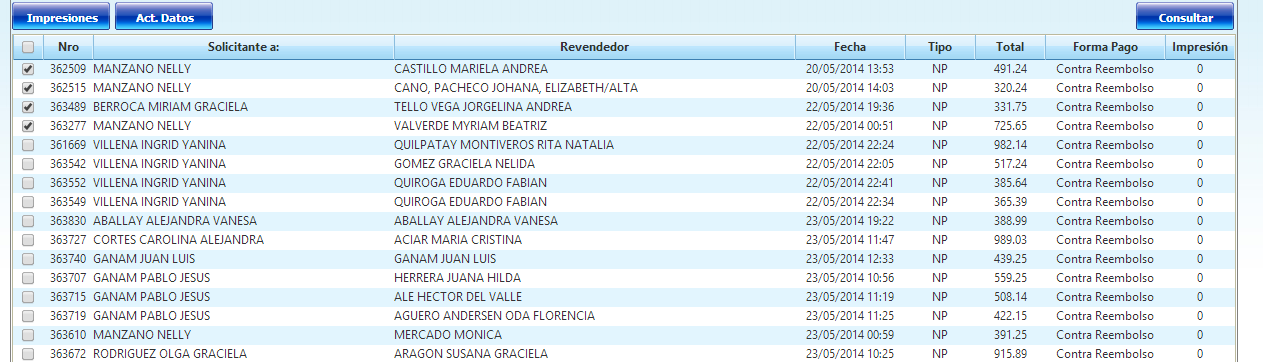 Impresiones Act. Datos Consultar
Nro Solicitante a: Revendedor Fecha Tipo Total Forma Pago Impresión
362509 MANZANO NELLY CASTILLO MARIELA ANDREA 20/05/2014 13:53 NP 491.24 Contra Reembolso 0
362515 MANZANO NELLY CANO, PACHECO JOHANA, ELIZABETH/ALTA 20/05/2014 14:03 NP 320.24 Contra Reembolso 0
363489 BERROCA MIRIAM GRACIELA TELLO VEGA JORGELINA ANDREA 22/05/2014 19:36 NP 331.75 Contra Reembolso 0
363277 MANZANO NELLY VALVERDE MYRIAM BEATRIZ 22/05/2014 00:51 NP 725.65 Contra Reembolso 0
361669 VILLENA INGRID YANINA QUILPATAY MONTIVEROS RITA NATALIA 22/05/2014 22:24 NP 982.14 Contra Reembolso 0
363542 VILLENA INGRID YANINA GOMEZ GRACIELA NELIDA 22/05/2014 22:05 NP 517.24 Contra Reembolso 0
363552 VILLENA INGRID YANINA QUIROGA EDUARDO FABIAN 22/05/2014 22:41 NP 385.64 Contra Reembolso 0
363549 VILLENA INGRID YANINA QUIROGA EDUARDO FABIAN 22/05/2014 22:34 NP 365.39 Contra Reembolso 0
363830 ABALLAY ALEJANDRA VANESA ABALLAY ALEJANDRA VANESA 23/05/2014 19:22 NP 388.99 Contra Reembolso 0
363727 CORTES CAROLINA ALEJANDRA ACIAR MARIA CRISTINA 23/05/2014 11:47 NP 989.03 Contra Reembolso 0
363740 GANAM JUAN LUIS GANAM JUAN LUIS 23/05/2014 12:33 NP 439.25 Contra Reembolso 0
363707 GANAM PABLO JESUS HERRERA JUANA HILDA 23/05/2014 10:56 NP 559.25 Contra Reembolso 0
363715 GANAM PABLO JESUS ALE HECTOR DEL VALLE 23/05/2014 11:19 NP 508.14 Contra Reembolso 0
363719 GANAM PABLO JESUS AGUERO ANDERSEN ODA FLORENCIA 23/05/2014 11:25 NP 422.15 Contra Reembolso 0
363610 MANZANO NELLY MERCADO MONICA 23/05/2014 00:59 NP 391.25 Contra Reembolso 0
363672 RODRIGUEZ OLGA GRACIELA ARAGON SUSANA GRACIELA 23/05/2014 10:25 NP 915.89 Contra Reembolso 0